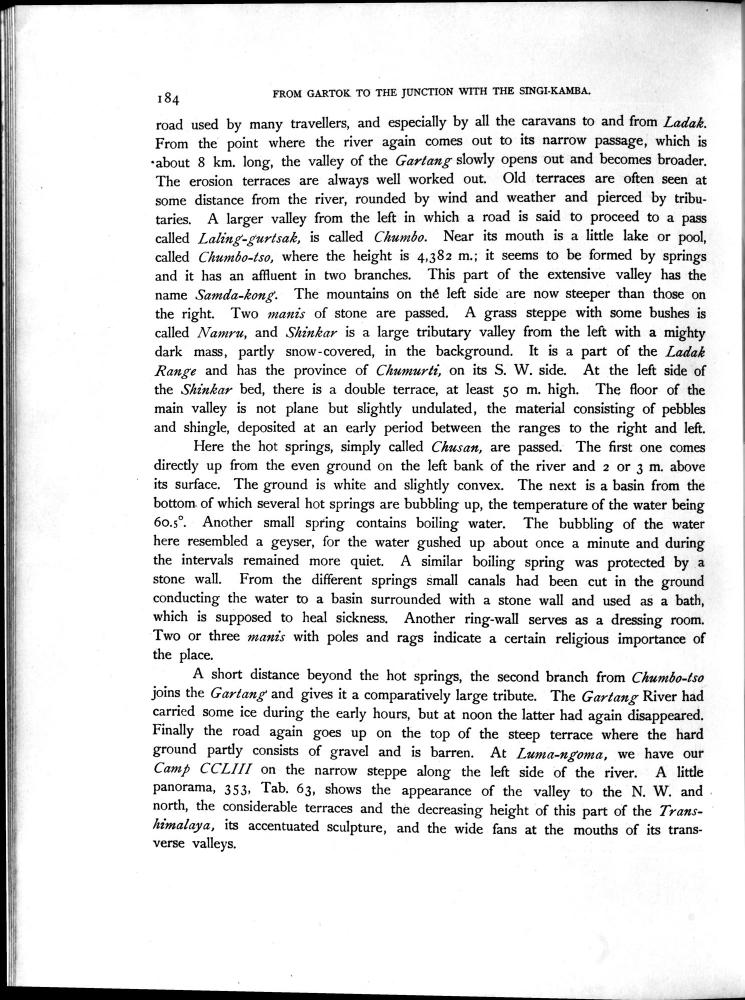 184
FROM GARTOK TO THE JUNCTION WITH THE SINGI-KAMBA.
road used by many travellers, and especially by all the caravans to and from Ladak.
From the point where the river again comes out to its narrow passage, which is
about 8 km. long, the valley of the Gartang slowly opens out and becomes broader.
The erosion terraces are always well worked out. Old terraces are often seen at
some distance from the river, rounded by wind and weather and pierced by tribu-
taries. A larger valley from the left in which a road is said to proceed to a pass
called Laling-gurtsak, is called Chumbo. Near its mouth is a little lake or pool,
called Chumbo-tso, where the height is 4,382 m.; it seems to be formed by springs
and it has an affluent in two branches. This part of the extensive valley has the
name Samda-kong. The mountains on the left side are now steeper than those on
the right. Two manis of stone are passed. A grass steppe with some bushes is
called Namru, and Shinkar is a large tributary valley from the left with a mighty
dark mass, partly snow-covered, in the background. It is a part of the Ladak
Range and has the province of Chumurti, on its S. W. side. At the left side of
the Shinkar bed, there is a double terrace, at least 50 m. high. The floor of the
main valley is not plane but slightly undulated, the material consisting of pebbles
and shingle, deposited at an early period between the ranges to the right and left.
Here the hot springs, simply called Chusan, are passed. The first one comes
directly up from the even ground on the left bank of the river and 2 or 3 m. above
its surface. The ground is white and slightly convex. The next is a basin from the
bottom of which several hot springs are bubbling up, the temperature of the water being
60.5°. Another small spring contains boiling water. The bubbling of the water
here resembled a geyser, for the water gushed up about once a minute and during
the intervals remained more quiet. A similar boiling spring was protected by a
stone wall. From the different springs small canals had been cut in the ground
conducting the water to a basin surrounded with a stone wall and used as a bath,
which is supposed to heal sickness. Another ring-wall serves as a dressing room.
Two or three manis with poles and rags indicate a certain religious importance of
the place.
A short distance beyond the hot springs, the second branch from Chumbo-tso
joins the Gartang and gives it a comparatively large tribute. The Gartang River had
carried some ice during the early hours, but at noon the latter had again disappeared.
Finally the road again goes up on the top of the steep terrace where the hard
ground partly consists of gravel and is barren. At Luma-ngoma, we have our
Camp CCLIII on the narrow steppe along the left side of the river. A little
panorama, 353, Tab. 63, shows the appearance of the valley to the N. W. and
north, the considerable terraces and the decreasing height of this part of the Trans-
himalaya, its accentuated sculpture, and the wide fans at the mouths of its trans-
verse valleys.